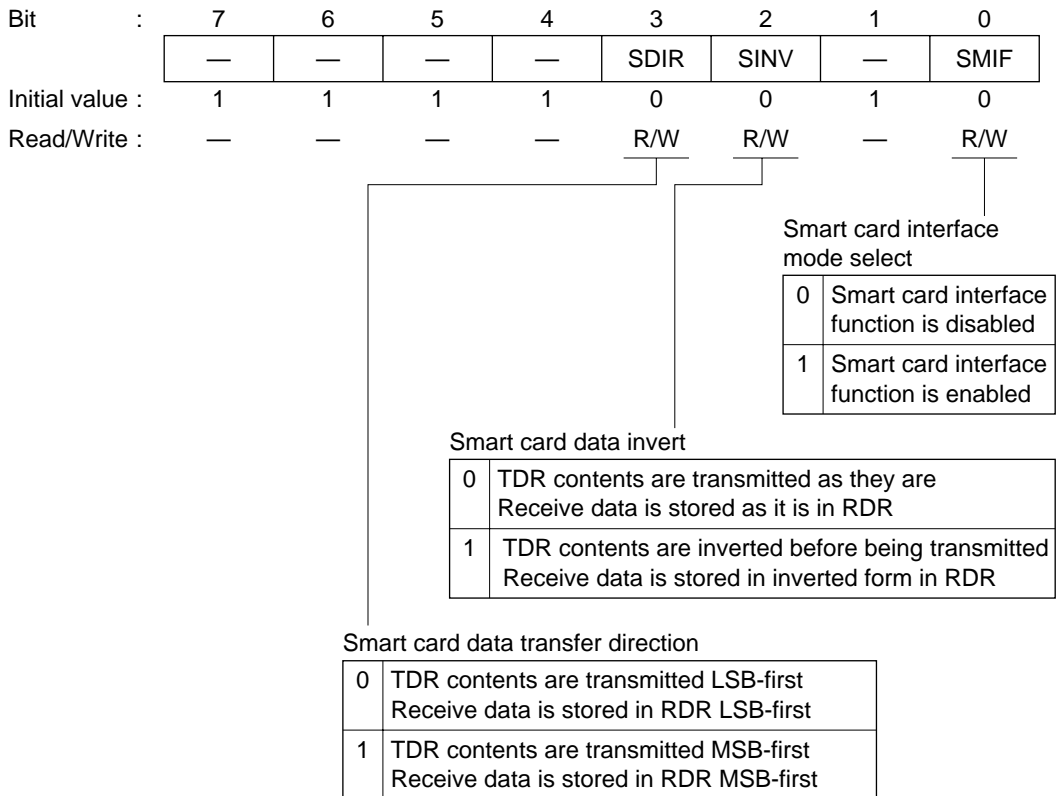 Bit : 7 6 5 4 3 2 1 0
— — — — SDIR SINV — SMIF
Initial value : 1 1 1 1 0 0 1 0
Read/Write : — — — — R/W R/W — R/W
Smart card interface
mode select
0 Smart card interface
function is disabled
1 Smart card interface
function is enabled
Smart card data invert
0 TDR contents are transmitted as they are
Receive data is stored as it is in RDR
1 TDR contents are inverted before being transmitted
Receive data is stored in inverted form in RDR
Smart card data transfer direction
0 TDR contents are transmitted LSB-first
Receive data is stored in RDR LSB-first
1 TDR contents are transmitted MSB-first
Receive data is stored in RDR MSB-first